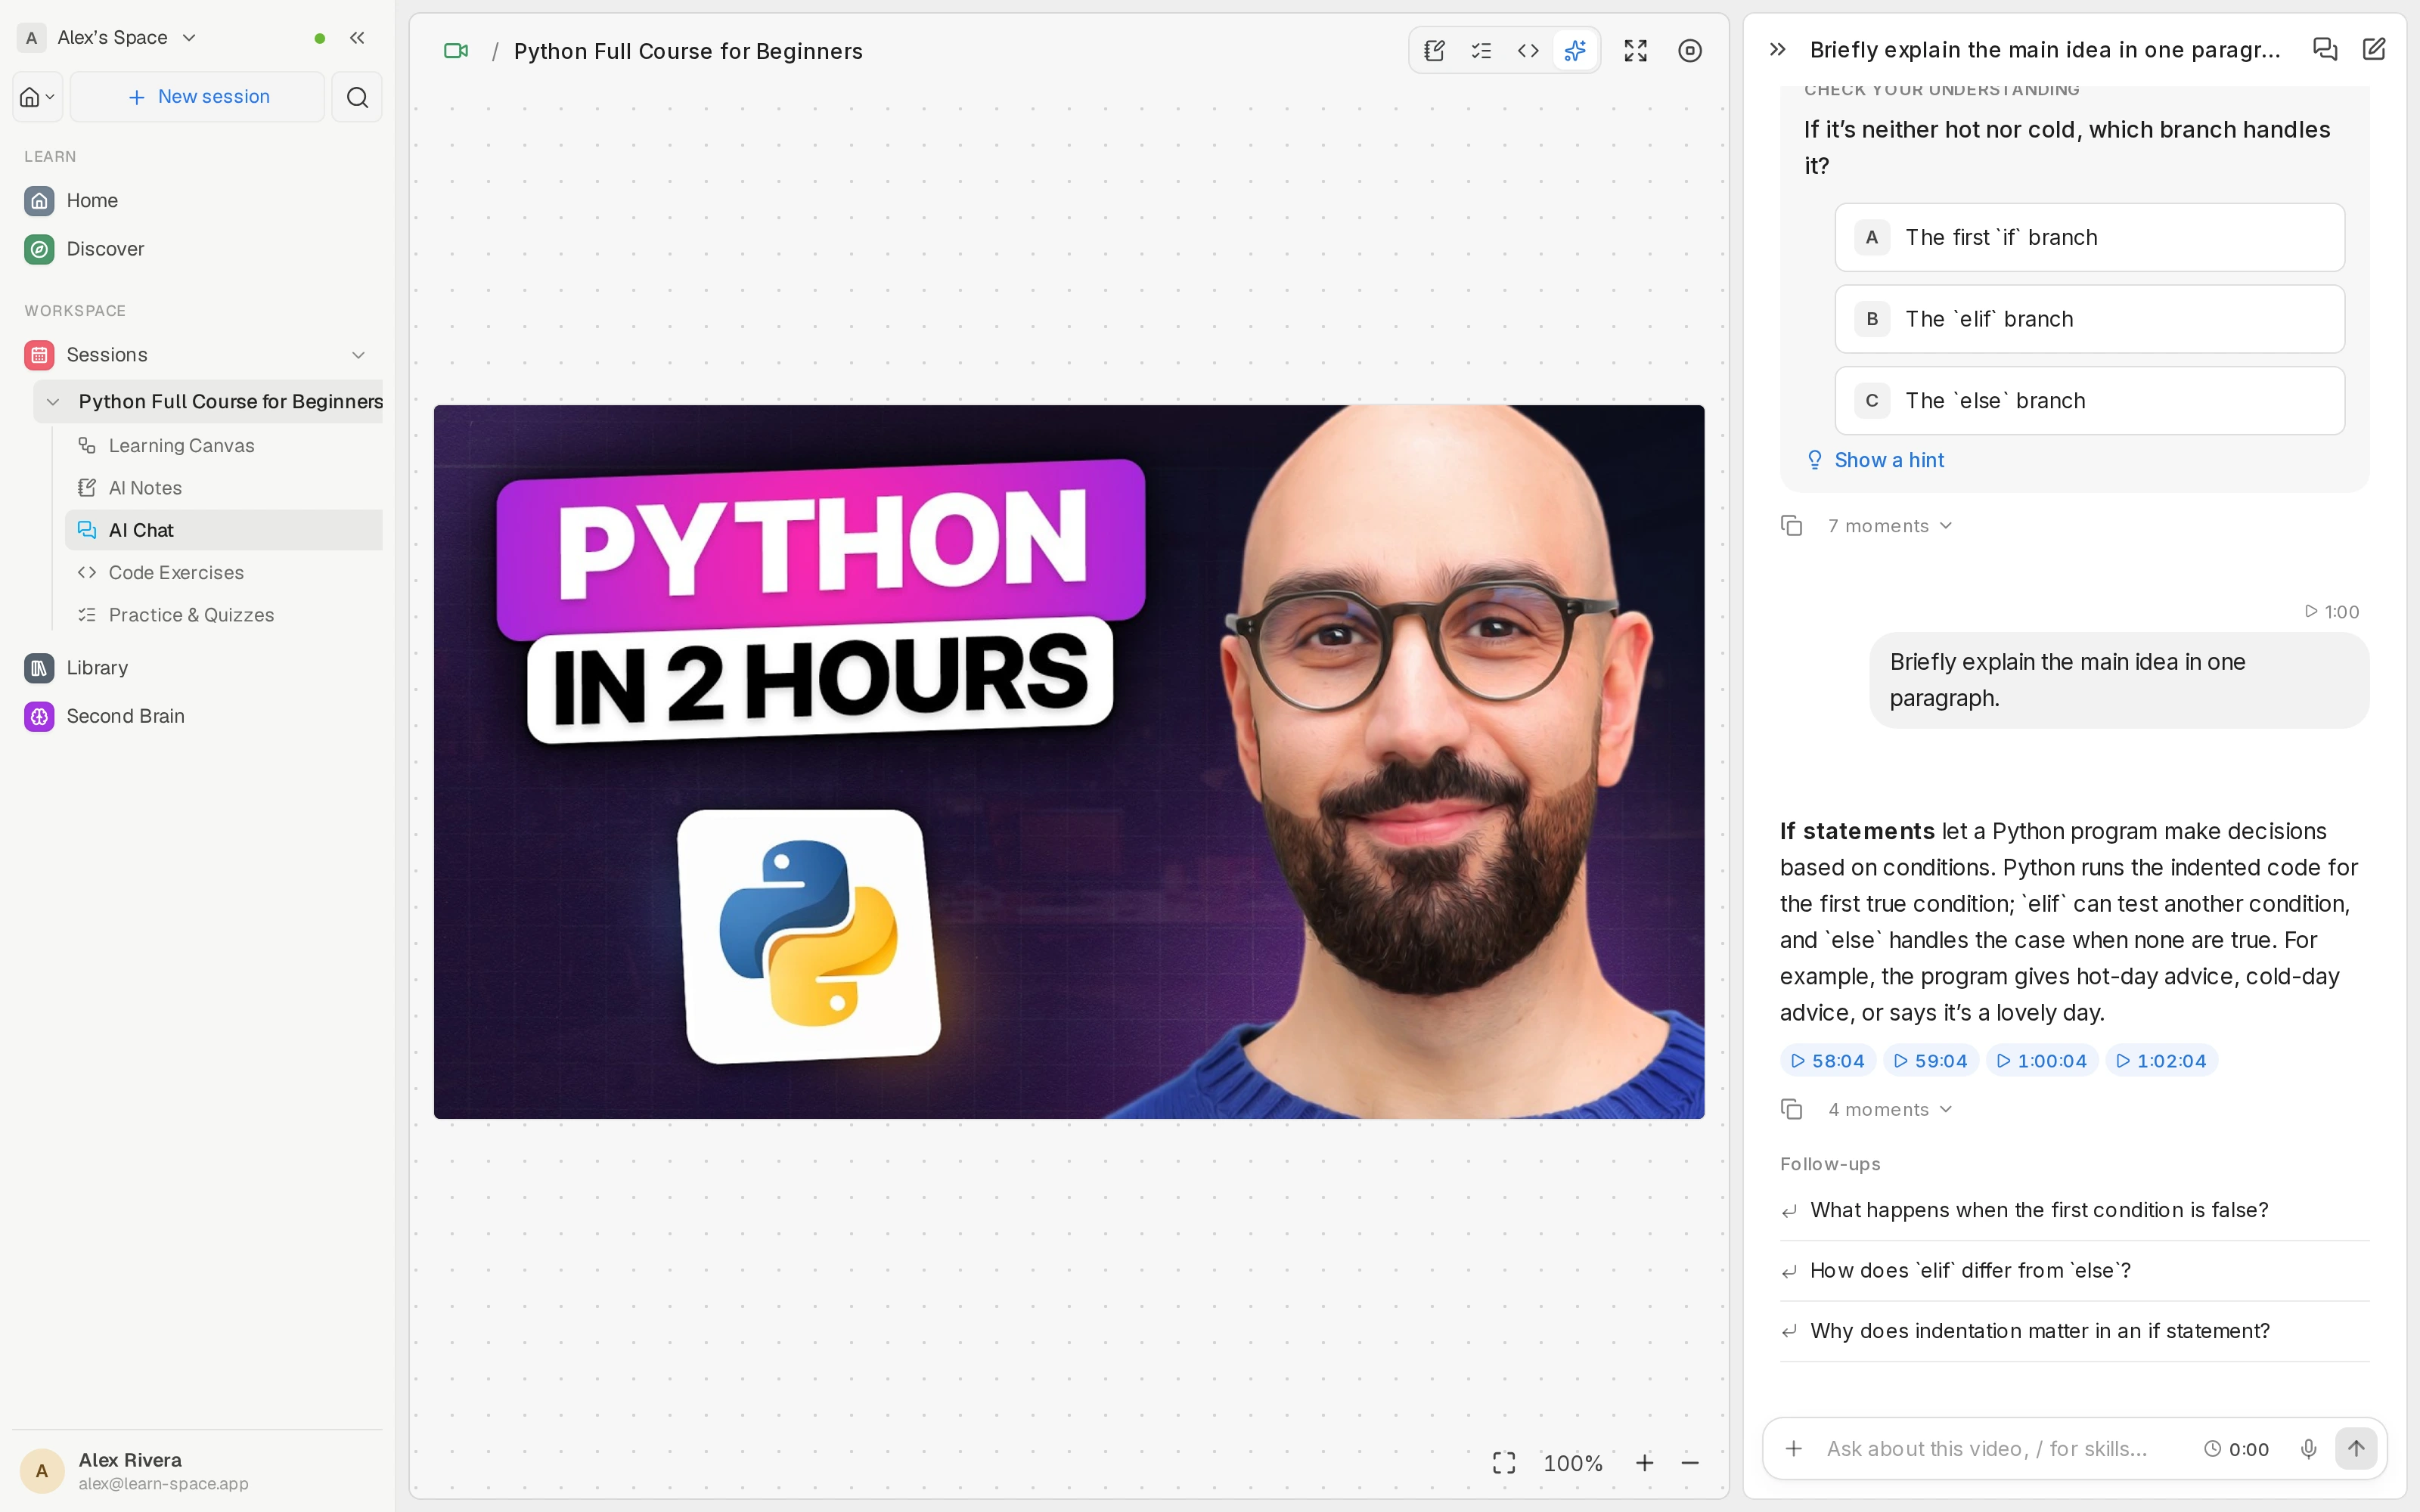 A Alex's Space
New session
LEARN
Home
Discover
WORKSPACE
Sessions
Python Full Course for Beginners
Learning Canvas
AI Notes
AI Chat
Code Exercises
Practice & Quizzes
Library
Second Brain
A
Alex Rivera
alex@learn-space.app
/ Python Full Course for Beginners
PYTHON
IN 2 HOURS
100%
Briefly explain the main idea in one paragr...
CHECK YOUR UNDERSTANDING
If it’s neither hot nor cold, which branch handles
it?
A The first `if` branch
B The `elif` branch
C The `else` branch
Show a hint
7 moments
1:00
Briefly explain the main idea in one
paragraph.
If statements let a Python program make decisions
based on conditions. Python runs the indented code for
the first true condition; `elif` can test another condition,
and `else` handles the case when none are true. For
example, the program gives hot-day advice, cold-day
advice, or says it’s a lovely day.
58:04 59:04 1:00:04 1:02:04
4 moments
Follow-ups
What happens when the first condition is false?
How does `elif` differ from `else`?
Why does indentation matter in an if statement?
Ask about this video, / for skills... 0:00